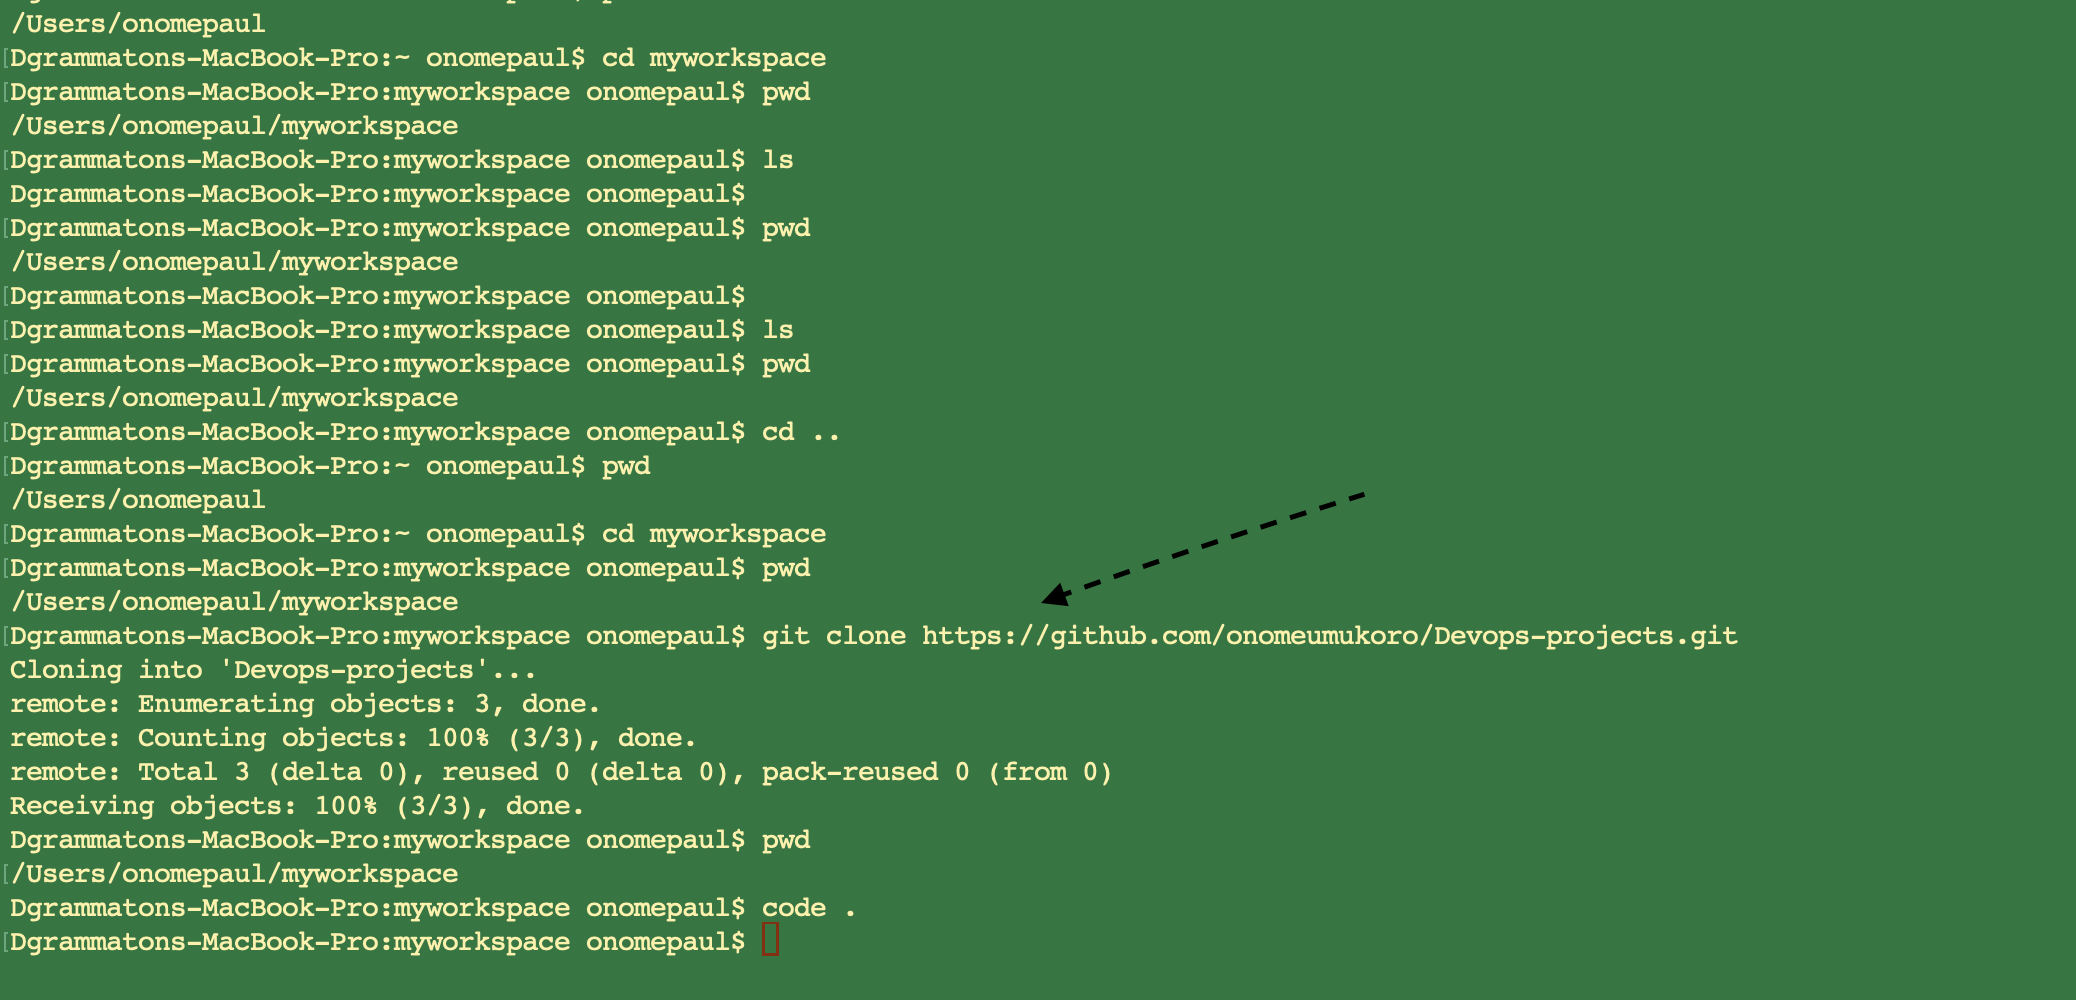 /Users/onomepaul
Dgrammatons-MacBook-Pro:~ onomepaul$ cd myworkspace
Dgrammatons-MacBook-Pro:myworkspace onomepaul$ pwd
/Users/onomepaul/myworkspace
Dgrammatons-MacBook-Pro:myworkspace onomepaul$ ls
Dgrammatons-MacBook-Pro:myworkspace onomepaul$
Dgrammatons-MacBook-Pro:myworkspace onomepaul$ pwd
/Users/onomepaul/myworkspace
Dgrammatons-MacBook-Pro:myworkspace onomepaul$
Dgrammatons-MacBook-Pro:myworkspace onomepaul$ ls
Dgrammatons-MacBook-Pro:myworkspace onomepaul$ pwd
/Users/onomepaul/myworkspace
Dgrammatons-MacBook-Pro:myworkspace onomepaul$ cd ..
Dgrammatons-MacBook-Pro:~ onomepaul$ pwd
/Users/onomepaul
Dgrammatons-MacBook-Pro:~ onomepaul$ cd myworkspace
Dgrammatons-MacBook-Pro:myworkspace onomepaul$ pwd
/Users/onomepaul/myworkspace
Dgrammatons-MacBook-Pro:myworkspace onomepaul$ git clone https://github.com/onomeumukoro/Devops-projects.git
Cloning into 'Devops-projects'...
remote: Enumerating objects: 3, done.
remote: Counting objects: 100% (3/3), done.
remote: Total 3 (delta 0), reused 0 (delta 0), pack-reused 0 (from 0)
Receiving objects: 100% (3/3), done.
Dgrammatons-MacBook-Pro:myworkspace onomepaul$ pwd
/Users/onomepaul/myworkspace
Dgrammatons-MacBook-Pro:myworkspace onomepaul$ code .
Dgrammatons-MacBook-Pro:myworkspace onomepaul$